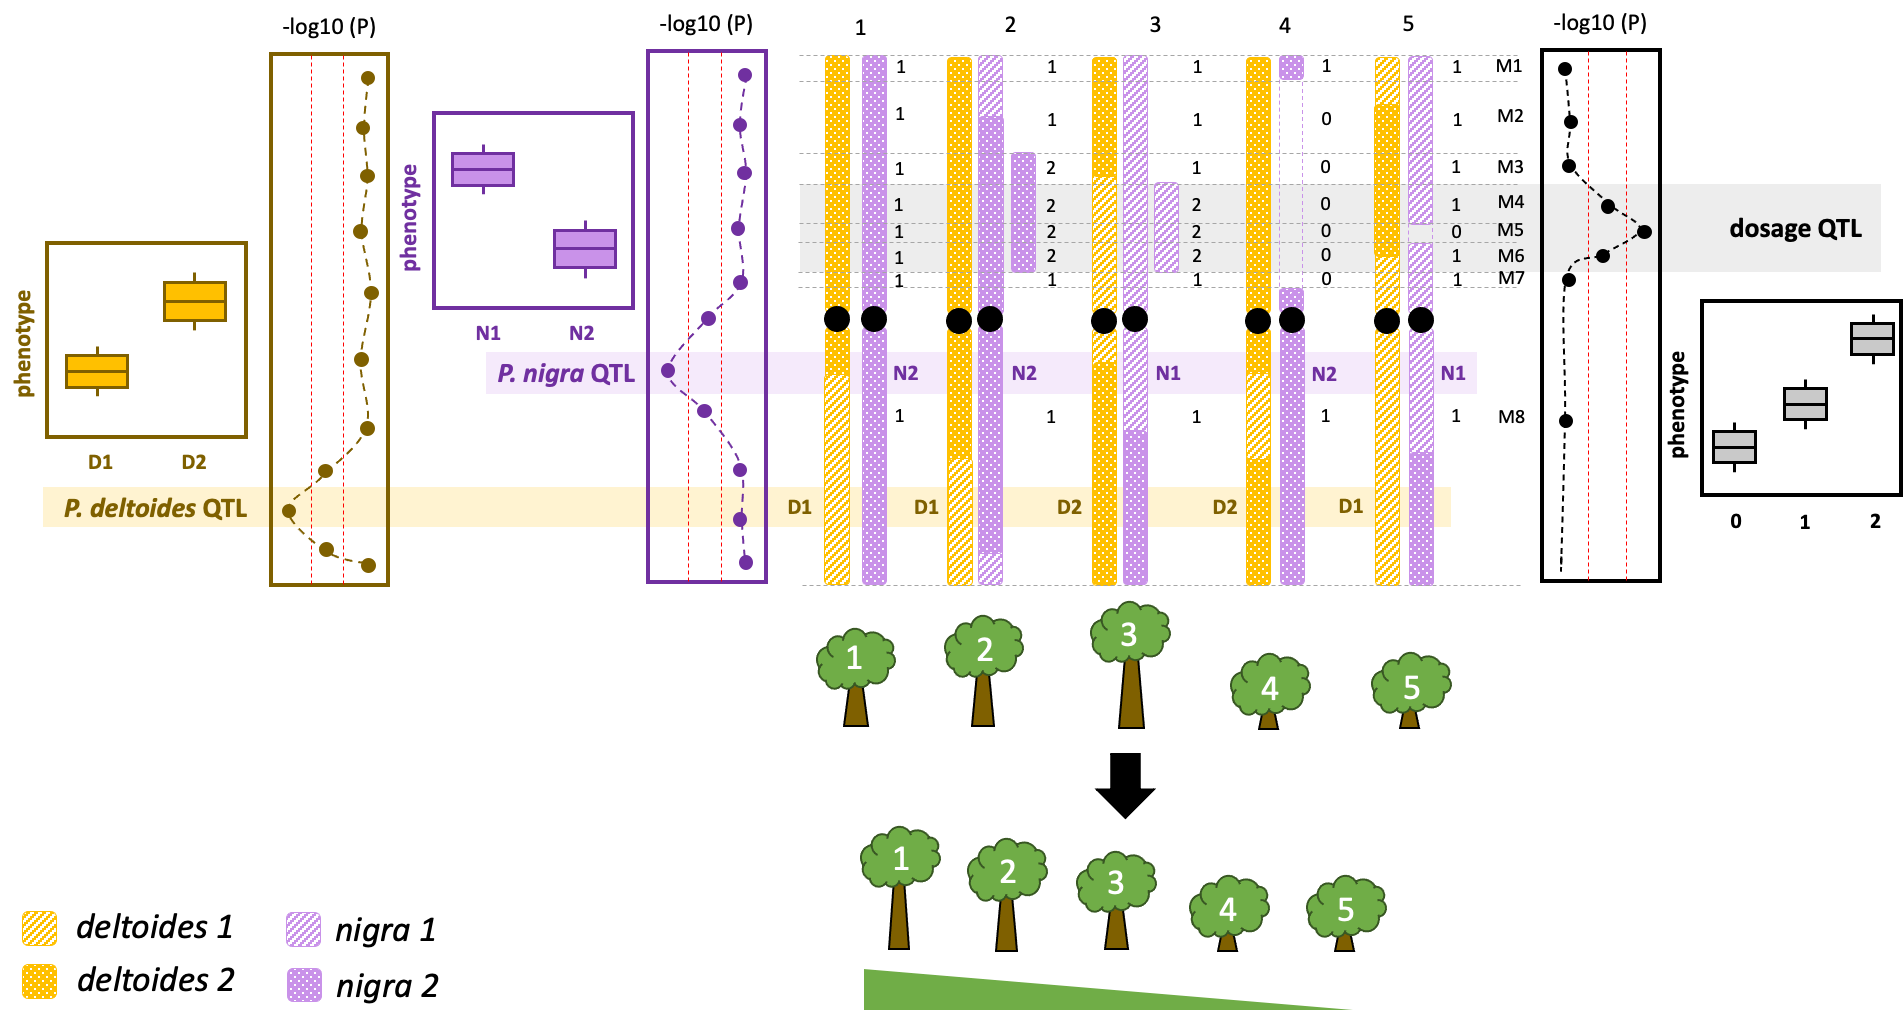 -log10 (P)
-log10 (P)
1
2
3
4
5
-log10 (P)
1 1 1 1 1 M1
1 1 1 0 1 M2
1 2 1 0 1 M3
1 2 2 0 1 M4
1 2 2 0 0 M5
1 2 2 0 1 M6
1 1 1 0 1 M7
dosage QTL
phenotype
N1 N2
phenotype
D1 D2
P. nigra QTL
N2 N2 N1 N2 N1
1 1 1 1 1 M8
phenotype
0 1 2
P. deltoides QTL
D1 D1 D2 D2 D1
1
2
3
4
5
1
2
3
4
5
deltoides 1
nigra 1
deltoides 2
nigra 2